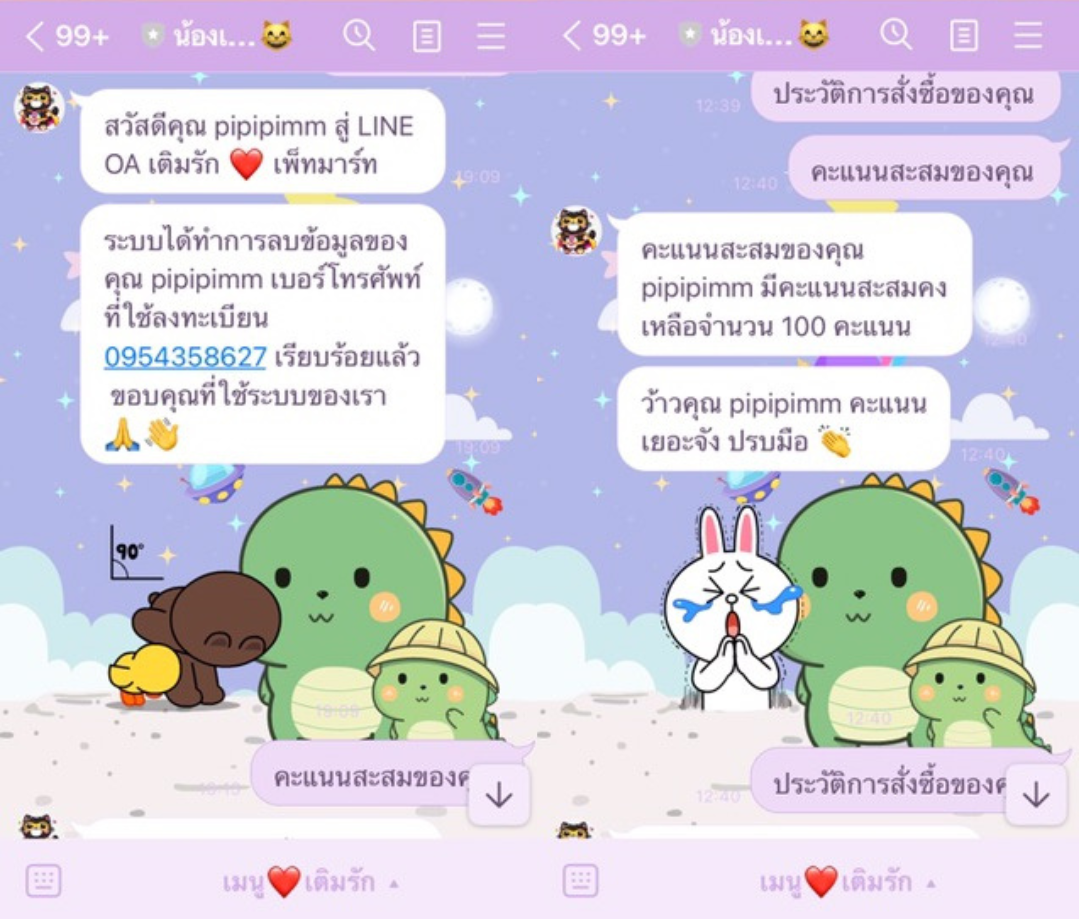 99+
น้องเ...😺
สวัสดีคุณ pipipimm สู่ LINE
OA เติมรัก ❤️ เพ็ทมาร์ท
19:09
ระบบได้ทำการลบข้อมูลของ
คุณ pipipimm เบอร์โทรศัพท์
ที่ใช้ลงทะเบียน
0954358627 เรียบร้อยแล้ว
ขอบคุณที่ใช้ระบบของเรา
🙏👋
19:09
90°
19:09
คะแนนสะสมของค
19:19
เมนู❤️เติมรัก ▲
99+
น้องเ...😺
ประวัติการสั่งซื้อของคุณ
12:39
คะแนนสะสมของคุณ
12:40
คะแนนสะสมของคุณ
pipipimm มีคะแนนสะสมคง
เหลือจำนวน 100 คะแนน
12:40
ว้าวคุณ pipipimm คะแนน
เยอะจัง ปรบมือ 👏
12:40
12:40
ประวัติการสั่งซื้อของค
12:40
เมนู❤️เติมรัก ▲